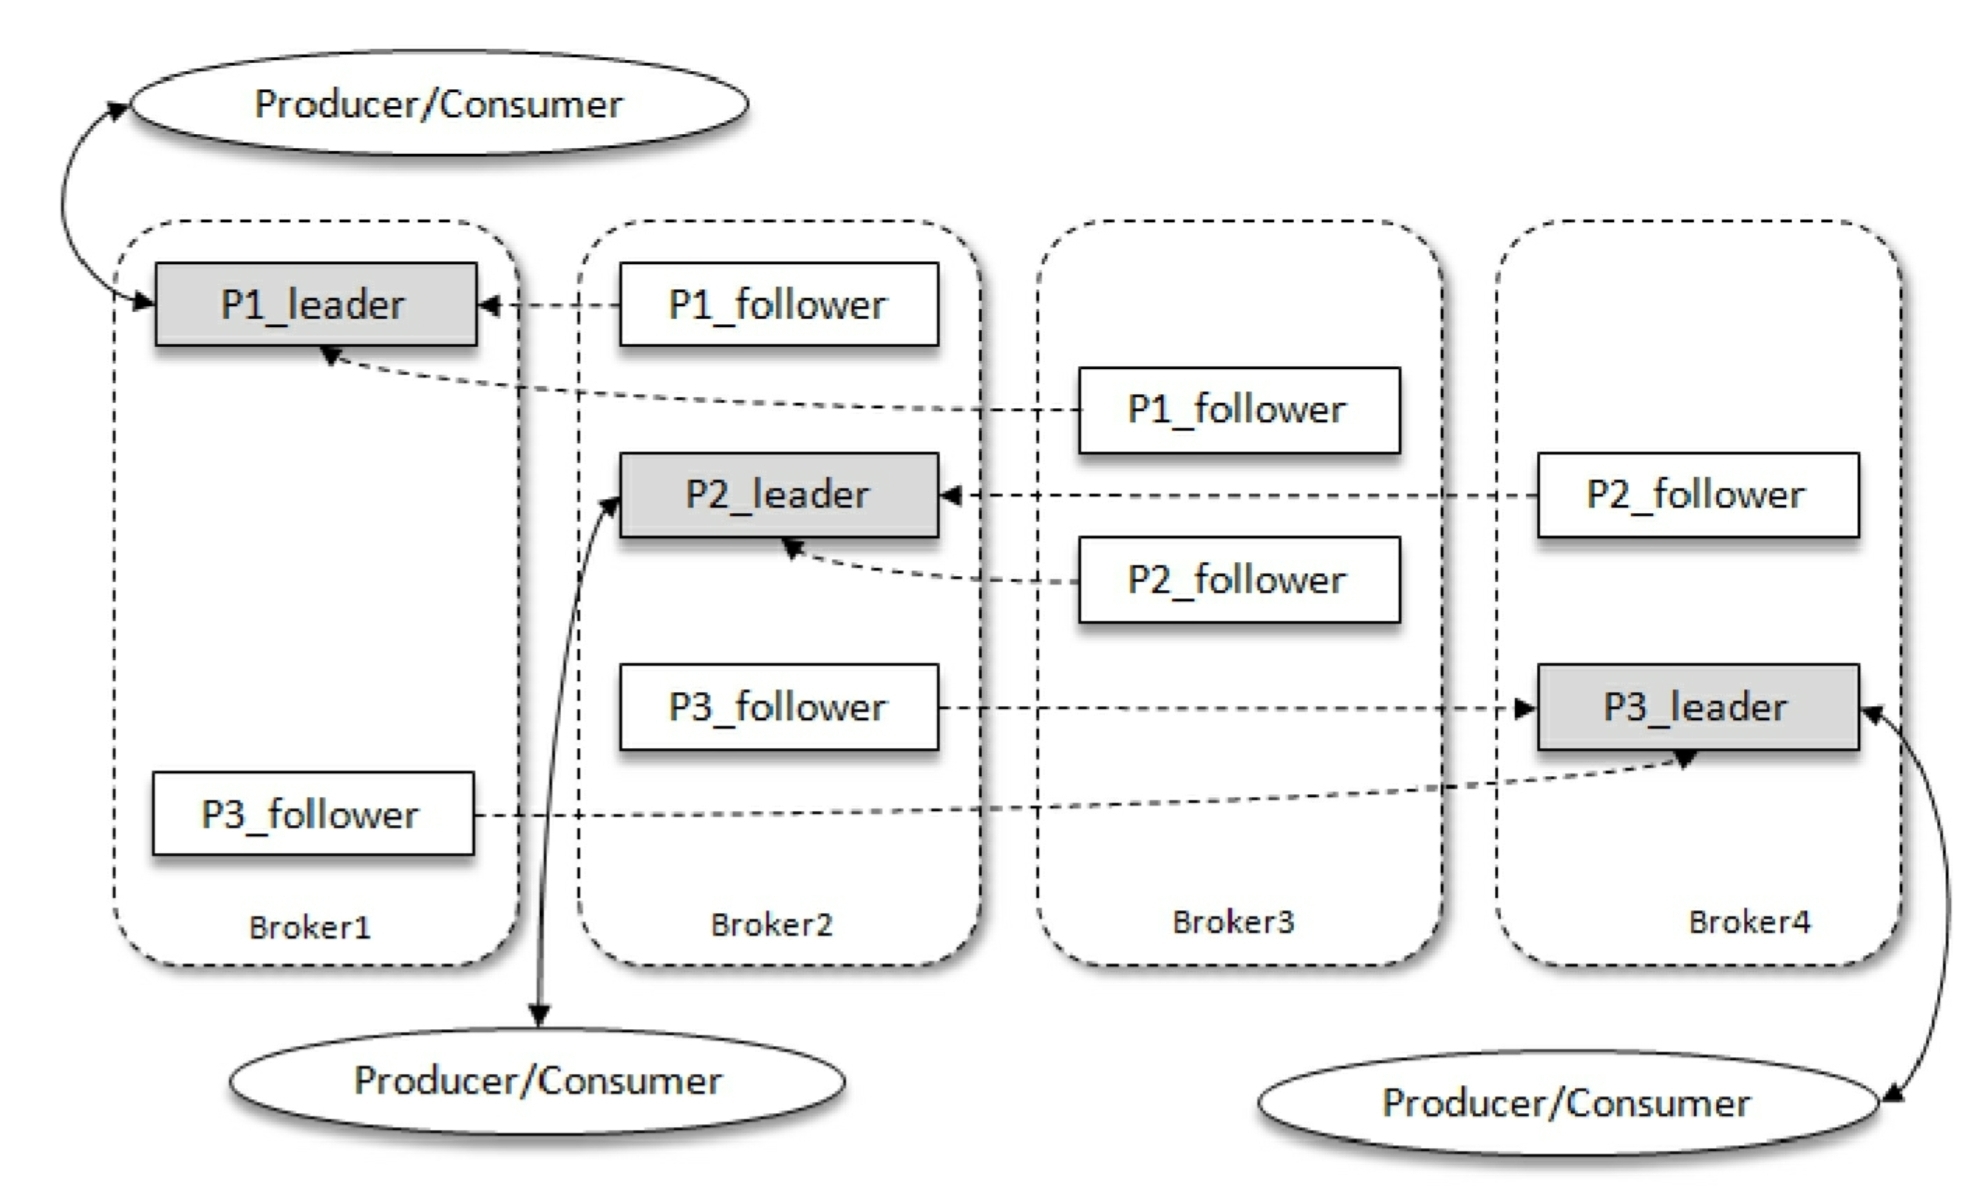 Producer/Consumer
P1_leader
P1_follower
P1_follower
P2_leader
P2_follower
P2_follower
P3_follower
P3_leader
P3_follower
Broker1
Broker2
Broker3
Broker4
Producer/Consumer
Producer/Consumer